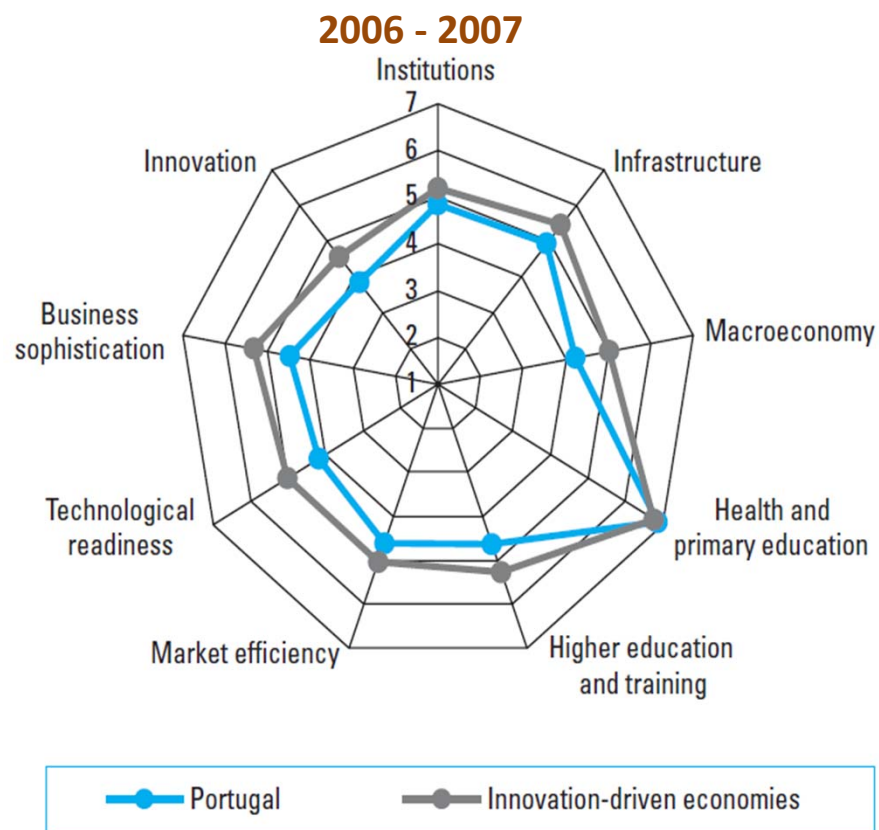 2006 - 2007
Institutions
7
6
5
4
3
2
1
Infrastructure
Macroeconomy
Health and
primary education
Higher education
and training
Market efficiency
Technological
readiness
Business
sophistication
Innovation
Portugal
Innovation-driven economies